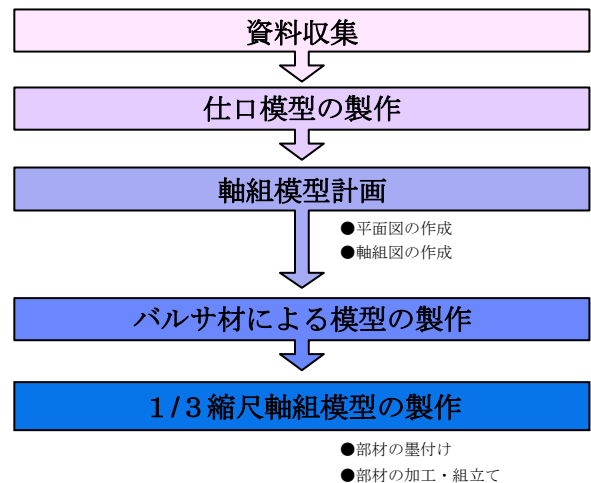 資料収集
仕口模型の製作
軸組模型計画
●平面図の作成
●軸組図の作成
バルサ材による模型の製作
１/３縮尺軸組模型の製作
●部材の墨付け
●部材の加工・組立て